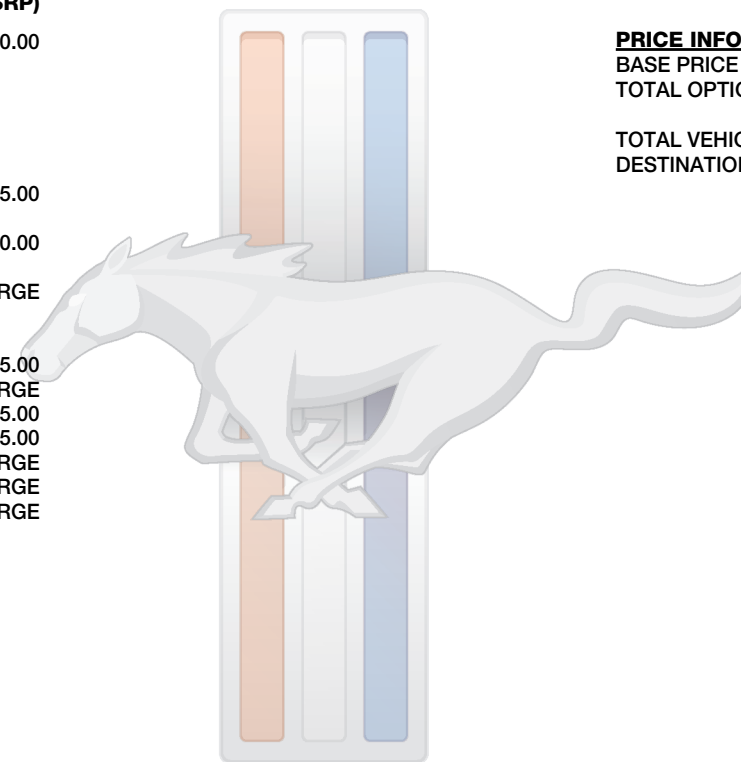 SRP)
0.00
5.00
0.00
RGE
5.00
RGE
5.00
5.00
RGE
RGE
RGE
PRICE INFO
BASE PRICE
TOTAL OPTIO
TOTAL VEHIC
DESTINATION